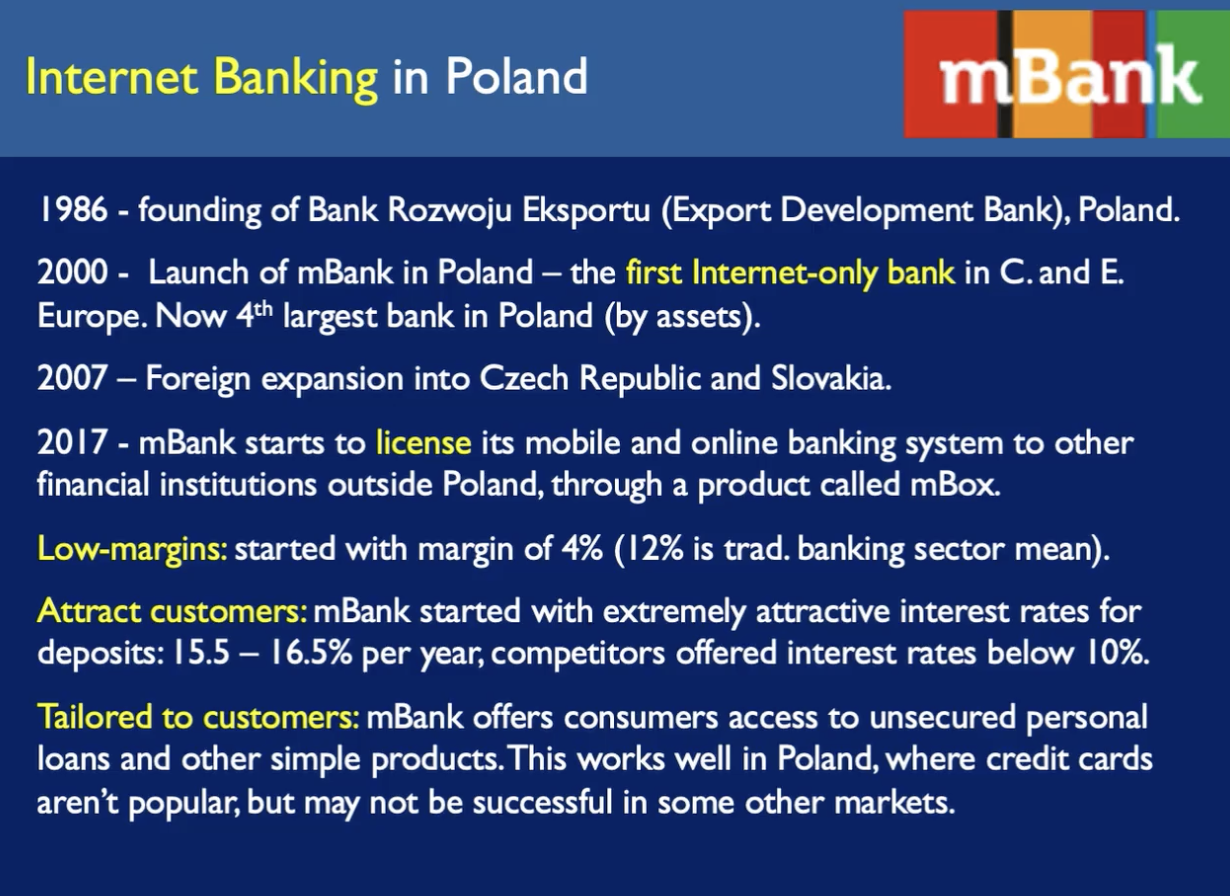 Internet Banking in Poland
mBank
1986 - founding of Bank Rozwoju Eksportu (Export Development Bank), Poland.
2000 - Launch of mBank in Poland – the first Internet-only bank in C. and E.
Europe. Now 4th largest bank in Poland (by assets).
2007 – Foreign expansion into Czech Republic and Slovakia.
2017 - mBank starts to license its mobile and online banking system to other
financial institutions outside Poland, through a product called mBox.
Low-margins: started with margin of 4% (12% is trad. banking sector mean).
Attract customers: mBank started with extremely attractive interest rates for
deposits: 15.5 – 16.5% per year, competitors offered interest rates below 10%.
Tailored to customers: mBank offers consumers access to unsecured personal
loans and other simple products. This works well in Poland, where credit cards
aren't popular, but may not be successful in some other markets.